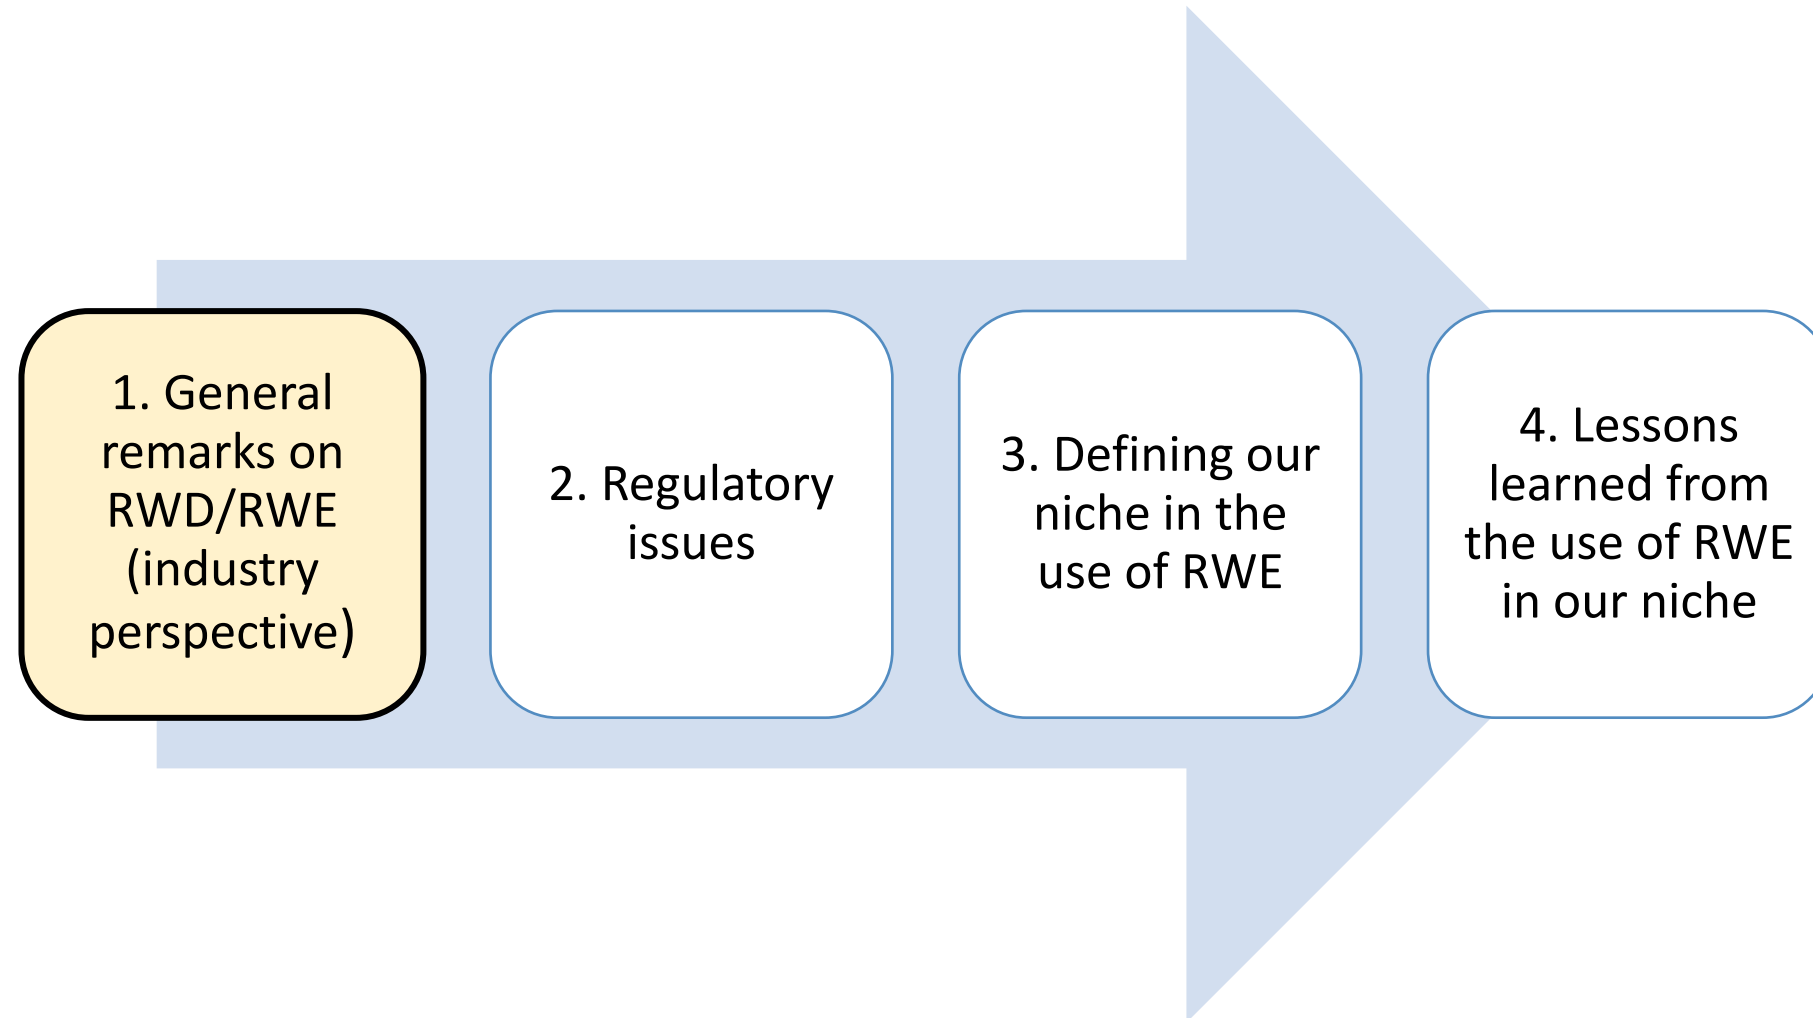 1. General
remarks on
RWD/RWE
(industry
perspective)
2. Regulatory
issues
3. Defining our
niche in the
use of RWE
4. Lessons
learned from
the use of RWE
in our niche